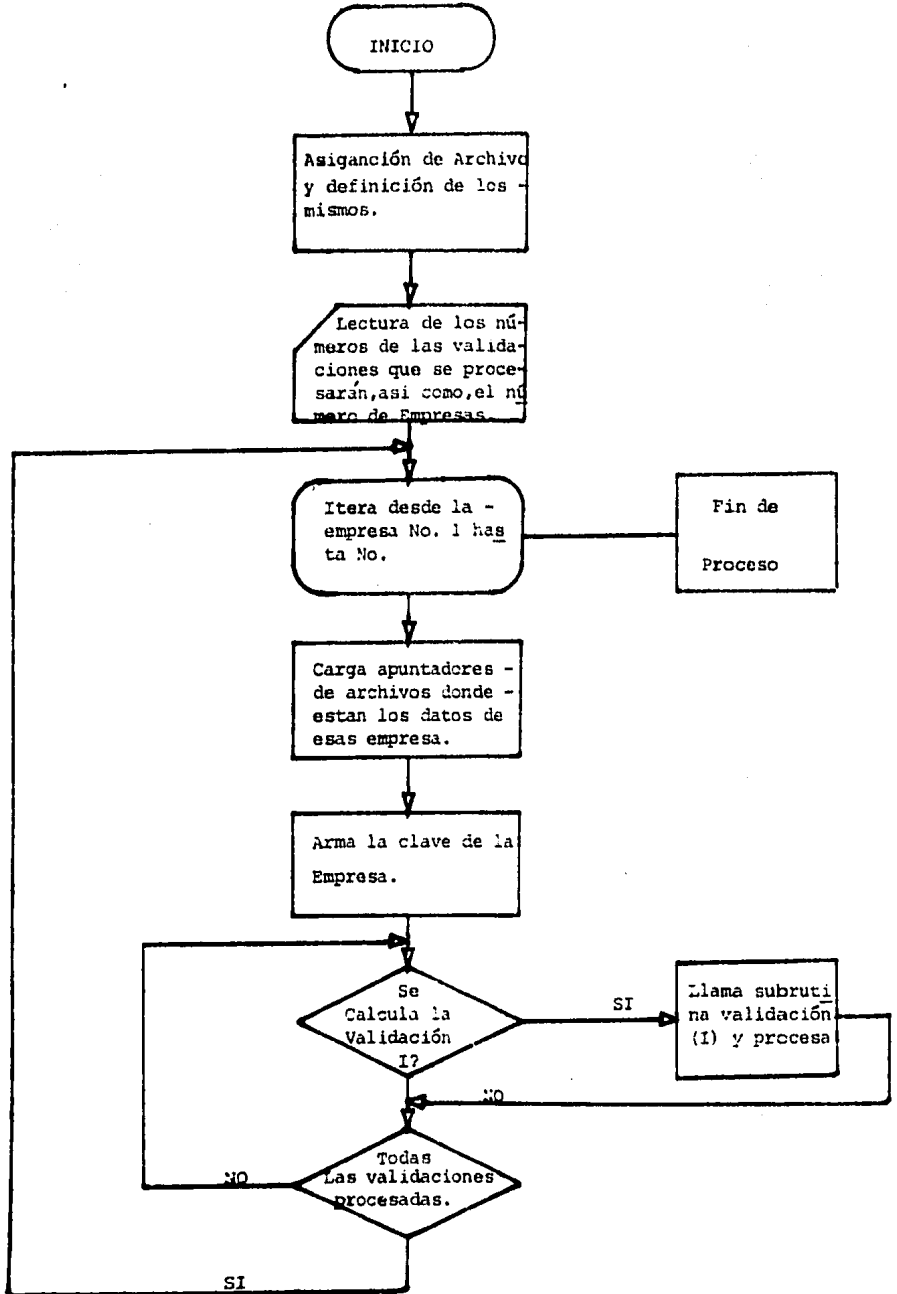 INICIO
Asiganción de Archivo
y definición de los -
mismos.
Lectura de los nú-
meros de las valida-
ciones que se proce-
sarán,asi como,el nú
mero de Empresas.
Itera desde la -
empresa No. 1 has
ta No.
Fin de
Proceso
Carga apuntadores -
de archivos donde -
estan los datos de
esas empresa.
Arma la clave de la
Empresa.
Se
Calcula la
Validación
I?
SI
Llama subruti
na validación
(I) y procesa
NO
Todas
Las validaciones
procesadas.
NO
SI